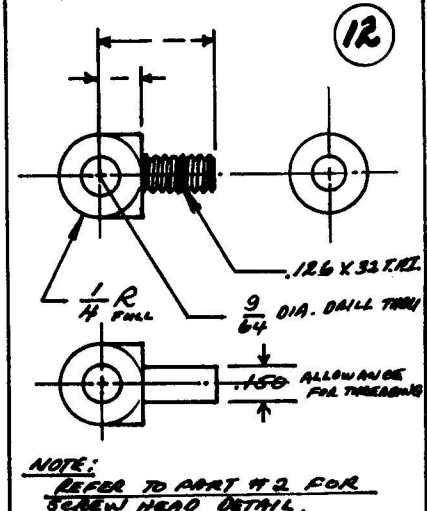 12
.126 X 32 T.P.I.
1/4 R
FULL
9/64 DIA. DRILL THRU
.150 ALLOWANCE
FOR THREADING
NOTE:
REFER TO PART #2 FOR
SCREW HEAD DETAIL.